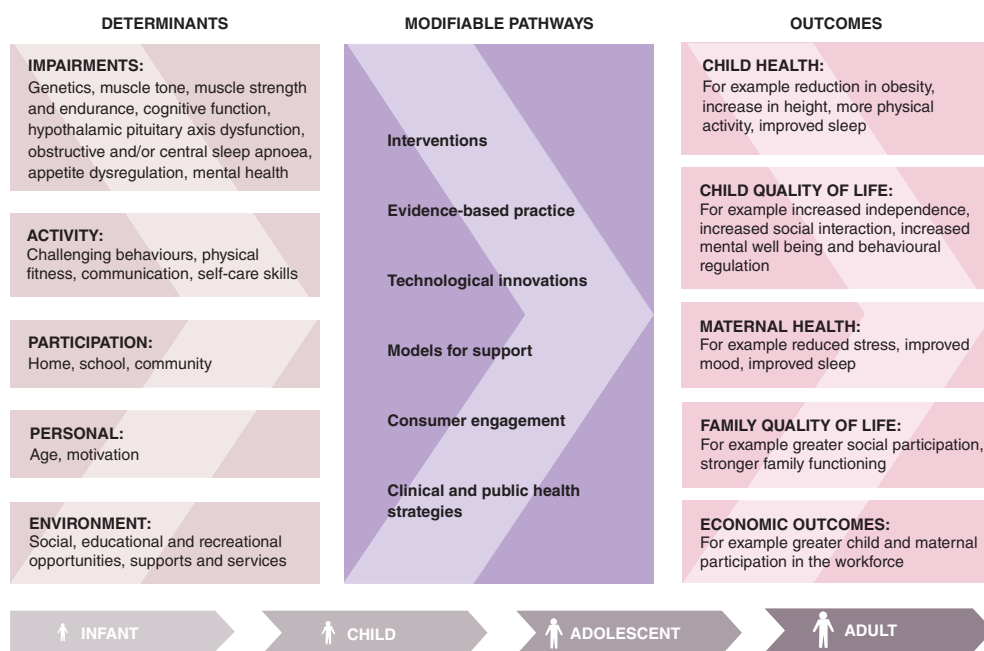 DETERMINANTS
IMPAIRMENTS:
Genetics, muscle tone, muscle strength
and endurance, cognitive function,
hypothalamic pituitary axis dysfunction,
obstructive and/or central sleep apnoea,
appetite dysregulation, mental health
ACTIVITY:
Challenging behaviours, physical
fitness, communication, self-care skills
PARTICIPATION:
Home, school, community
PERSONAL:
Age, motivation
ENVIRONMENT:
Social, educational and recreational
opportunities, supports and services
MODIFIABLE PATHWAYS
Interventions
Evidence-based practice
Technological innovations
Models for support
Consumer engagement
Clinical and public health
strategies
OUTCOMES
CHILD HEALTH:
For example reduction in obesity,
increase in height, more physical
activity, improved sleep
CHILD QUALITY OF LIFE:
For example increased independence,
increased social interaction, increased
mental well being and behavioural
regulation
MATERNAL HEALTH:
For example reduced stress, improved
mood, improved sleep
FAMILY QUALITY OF LIFE:
For example greater social participation,
stronger family functioning
ECONOMIC OUTCOMES:
For example greater child and maternal
participation in the workforce
INFANT
CHILD
ADOLESCENT
ADULT